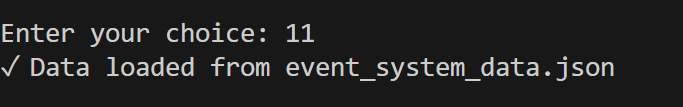 Enter your choice: 11
✓ Data loaded from event_system_data.json